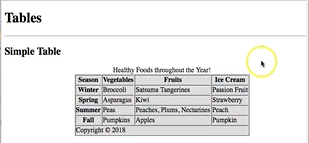 Tables
Simple Table
Healthy Foods throughout the Year!
Season Vegetables Fruits Ice Cream
Winter Broccoli Satsuma Tangerines Passion Fruit
Spring Asparagus Kiwi Strawberry
Summer Peas Peaches, Plums, Nectarines Peach
Fall Pumpkins Apples Pumpkin
Copyright © 2018